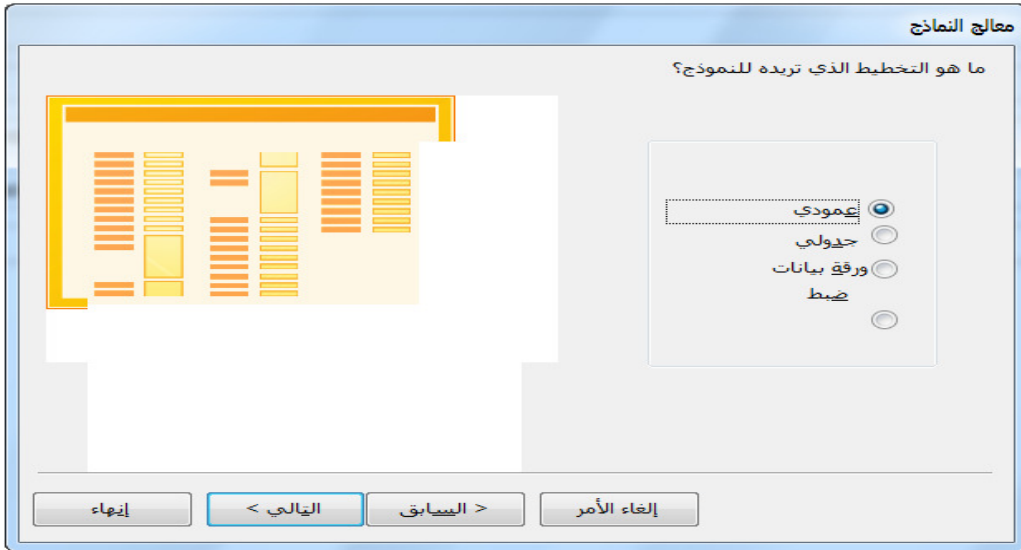 معالج النماذج
ما هو التخطيط الذي تريده للنموذج؟
عمودي
جدولي
ورقة بيانات
ضبط
إلغاء الأمر
< السابق
التالي >
إنهاء